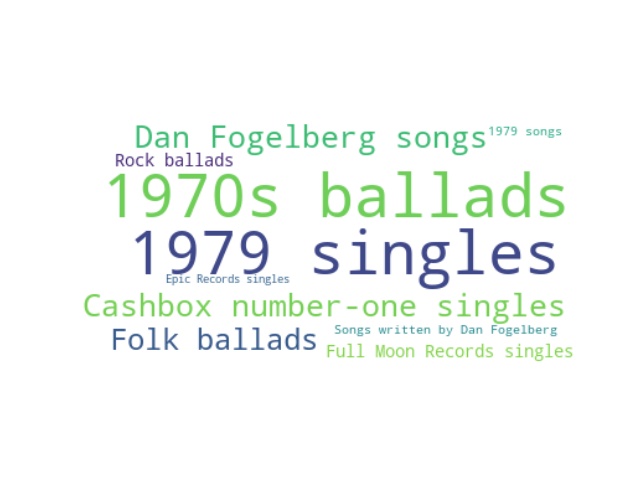 Dan Fogelberg songs
1979 songs
Rock ballads
1970s ballads
1979 singles
Epic Records singles
Cashbox number-one singles
Folk ballads
Songs written by Dan Fogelberg
Full Moon Records singles